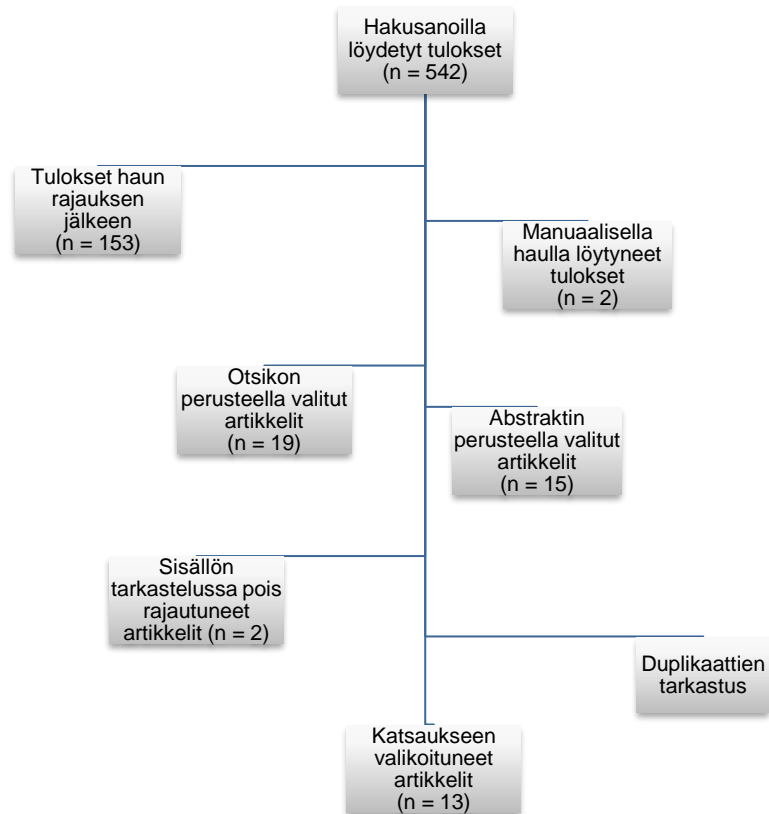 Hakusanoilla
löydetyt tulokset
(n = 542)
Tulokset haun
rajauksen
jälkeen
(n = 153)
Manuaalisella
haulla löytyneet
tulokset
(n = 2)
Otsikon
perusteella valitut
artikkelit
(n = 19)
Abstraktin
perusteella valitut
artikkelit
(n = 15)
Sisällön
tarkastelussa pois
rajautuneet
artikkelit (n = 2)
Duplikaattien
tarkastus
Katsaukseen
valikoituneet
artikkelit
(n = 13)